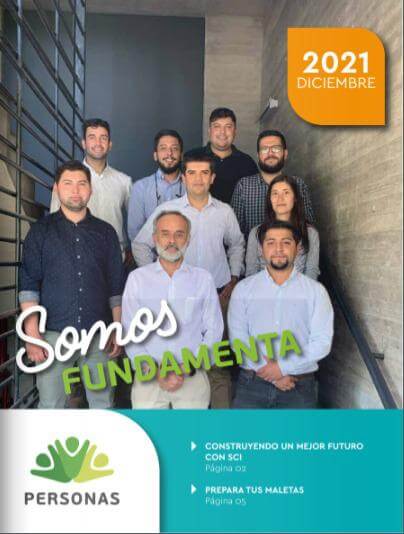 2021
DICIEMBRE
Somos
FUNDAMENTA
PERSONAS
CONSTRUYENDO UN MEJOR FUTURO
CON SCI
Página 02
PREPARA TUS MALETAS
Página 05